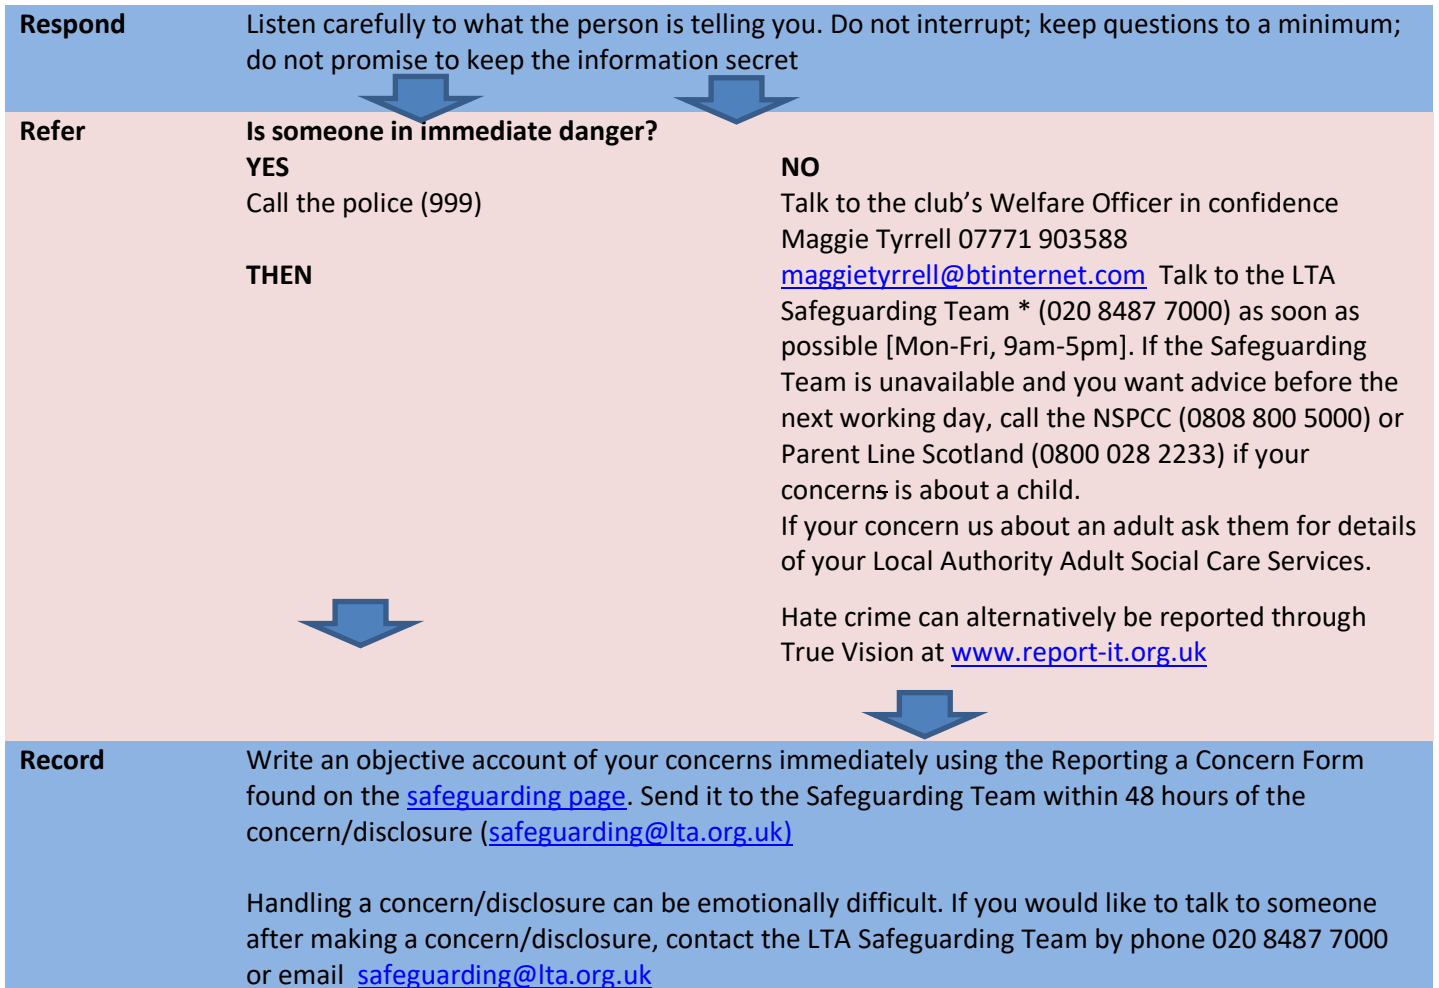 Respond
Listen carefully to what the person is telling you. Do not interrupt; keep questions to a minimum;
do not promise to keep the information secret
Refer
Is someone in immediate danger?
YES
Call the police (999)
THEN
NO
Talk to the club’s Welfare Officer in confidence
Maggie Tyrrell 07771 903588
maggietyrrell@btinternet.com Talk to the LTA
Safeguarding Team * (020 8487 7000) as soon as
possible [Mon-Fri, 9am-5pm]. If the Safeguarding
Team is unavailable and you want advice before the
next working day, call the NSPCC (0808 800 5000) or
Parent Line Scotland (0800 028 2233) if your
concerns is about a child.
If your concern us about an adult ask them for details
of your Local Authority Adult Social Care Services.
Hate crime can alternatively be reported through
True Vision at www.report-it.org.uk
Record
Write an objective account of your concerns immediately using the Reporting a Concern Form
found on the safeguarding page. Send it to the Safeguarding Team within 48 hours of the
concern/disclosure (safeguarding@lta.org.uk)
Handling a concern/disclosure can be emotionally difficult. If you would like to talk to someone
after making a concern/disclosure, contact the LTA Safeguarding Team by phone 020 8487 7000
or email safeguarding@lta.org.uk